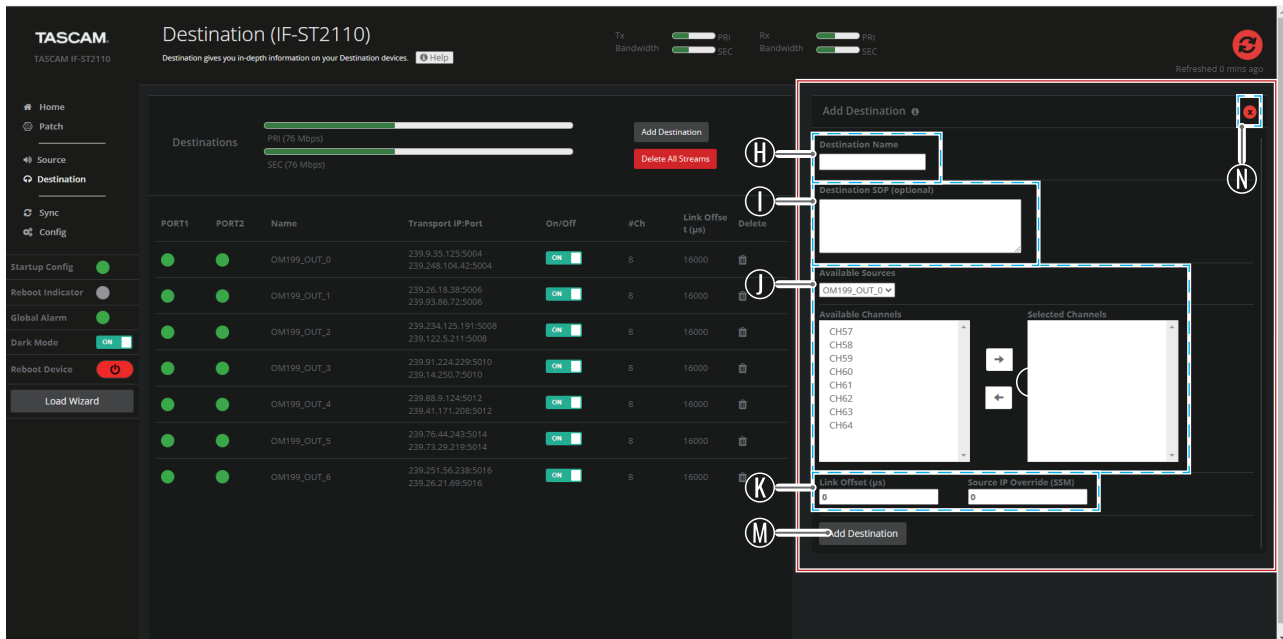 TASCAM
TASCAM IF-ST2110
Destination (IF-ST2110)
Destination gives you in-depth information on your Destination devices.
Help
Tx
Bandwidth
PRI
SEC
Rx
Bandwidth
PRI
SEC
Refreshed 0 mins ago
Home
Patch
Source
Destination
Sync
Config
Startup Config
Reboot Indicator
Global Alarm
Dark Mode ON
Reboot Device
Load Wizard
Destinations
PRI (76 Mbps)
SEC (76 Mbps)
Add Destination
Delete All Streams
PORT1 PORT2 Name Transport IP:Port On/Off #Ch Link Offse
t (µs) Delete
OM199_OUT_0 239.9.35.125:5004
239.248.104.42:5004 ON 8 16000
OM199_OUT_1 239.26.18.38:5006
239.93.86.72:5006 ON 8 16000
OM199_OUT_2 239.234.125.191:5008
239.122.5.211:5008 ON 8 16000
OM199_OUT_3 239.91.224.229:5010
239.14.250.7:5010 ON 8 16000
OM199_OUT_4 239.88.9.124:5012
239.41.171.208:5012 ON 8 16000
OM199_OUT_5 239.76.44.243:5014
239.73.29.219:5014 ON 8 16000
OM199_OUT_6 239.251.56.238:5016
239.26.21.69:5016 ON 8 16000
Add Destination
N
H
Destination Name
I
Destination SDP (optional)
J
Available Sources
OM199_OUT_0
Available Channels
CH57
CH58
CH59
CH60
CH61
CH62
CH63
CH64
Selected Channels
K
Link Offset (µs)
0
Source IP Override (SSM)
0
M
Add Destination